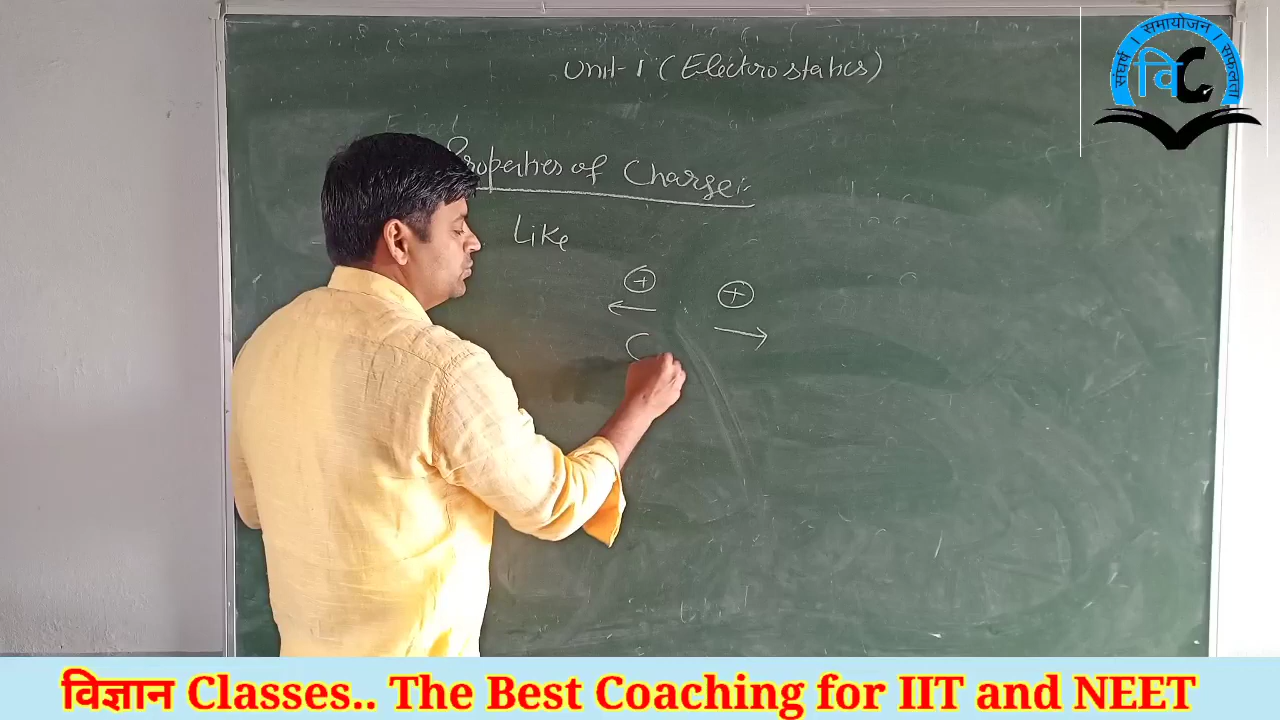 Unit-1 (Electrostatics)
Properties of Charge:-
Like
+ +
संघर्ष । समायोजन । सफलता
वि C
विज्ञान Classes.. The Best Coaching for IIT and NEET